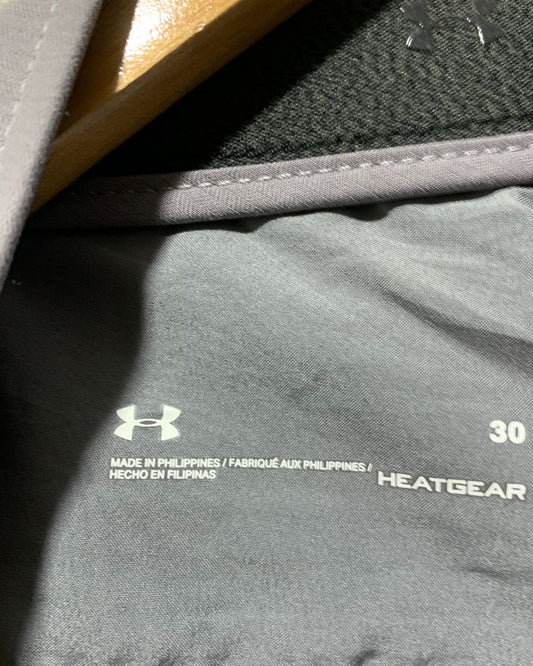 30
MADE IN PHILIPPINES / FABRIQUÉ AUX PHILIPPINES /
HECHO EN FILIPINAS
HEATGEAR